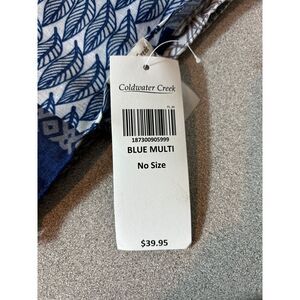 Coldwater Creek
187300905999
BLUE MULTI
No Size
$39.95